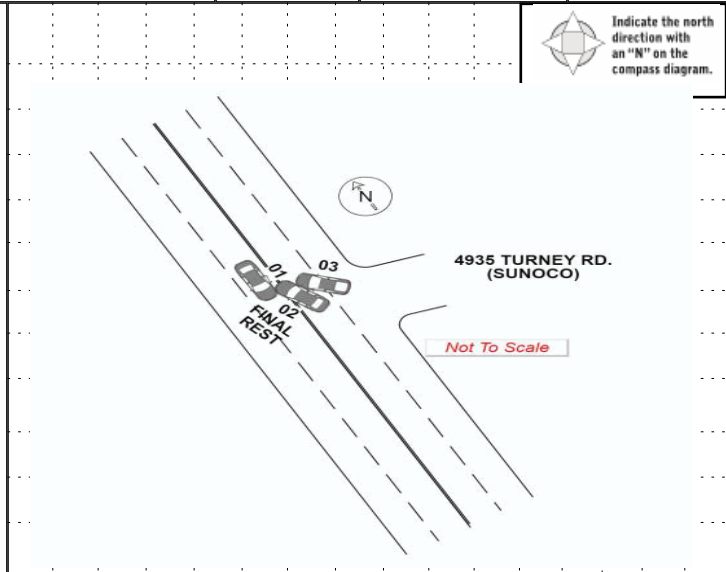 Indicate the north
direction with
an “N” on the
compass diagram.
N
4935 TURNEY RD.
(SUNOCO)
03
01
02
FINAL
REST
Not To Scale